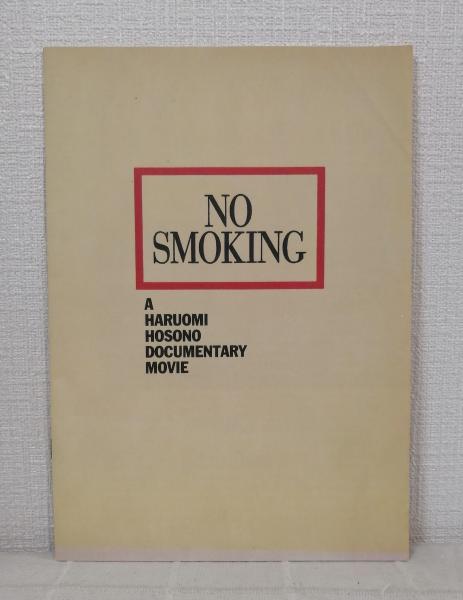 NO
SMOKING
A
HARUOMI
HOSONO
DOCUMENTARY
MOVIE